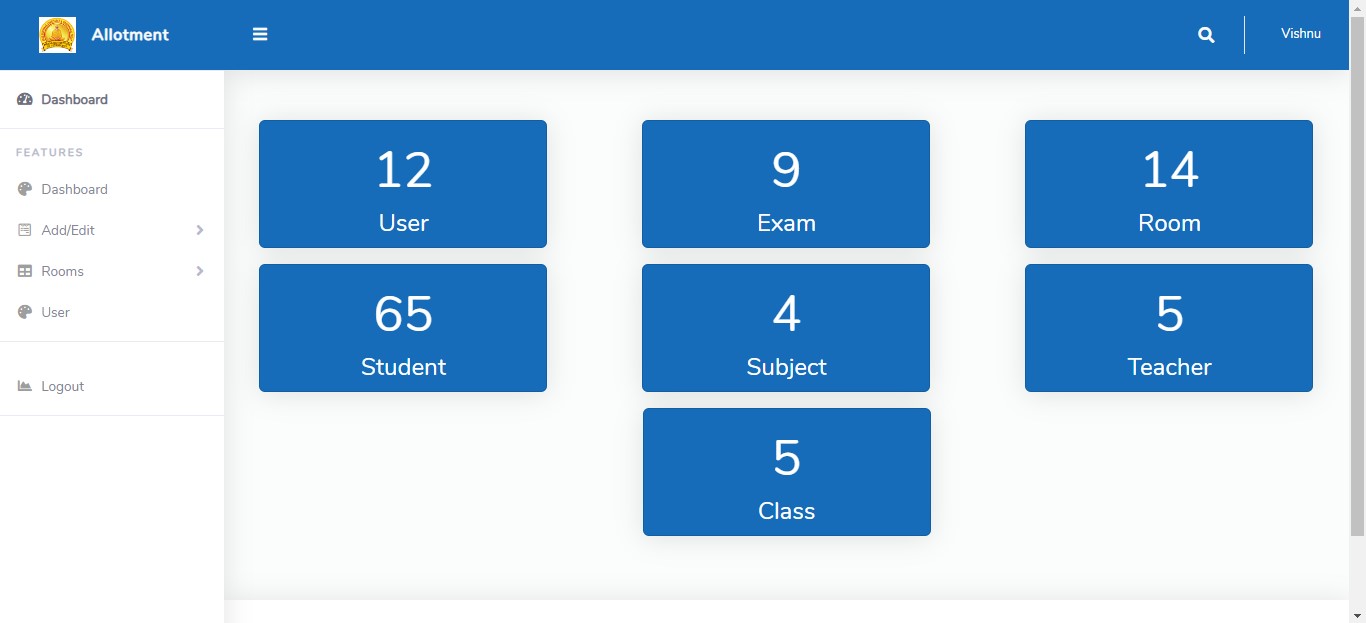 Allotment
Vishnu
Dashboard
FEATURES
Dashboard
Add/Edit
Rooms
User
Logout
12
User
9
Exam
14
Room
65
Student
4
Subject
5
Teacher
5
Class